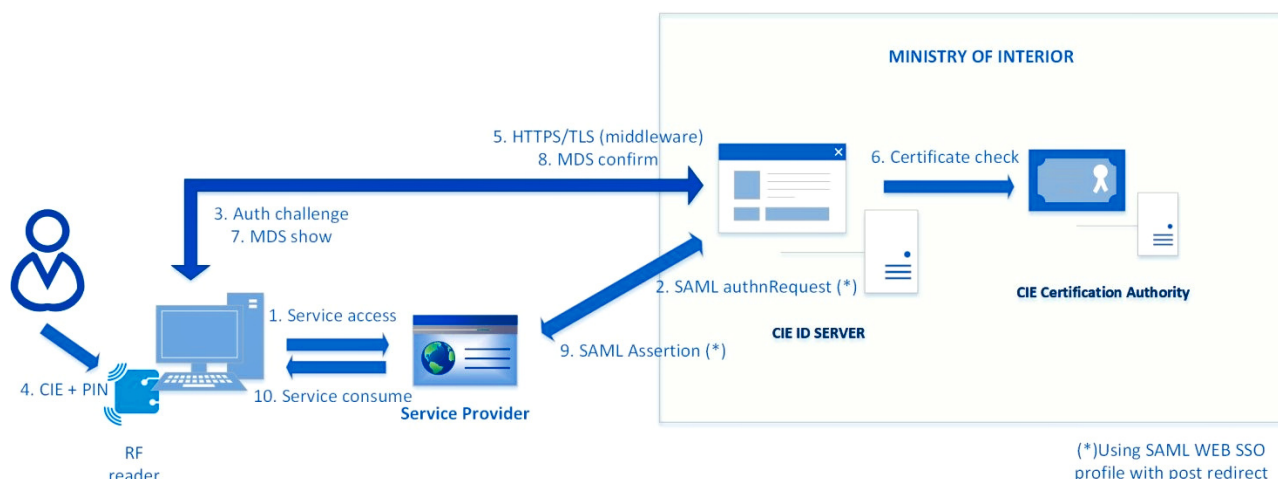 MINISTRY OF INTERIOR
5. HTTPS/TLS (middleware)
8. MDS confirm
6. Certificate check
3. Auth challenge
7. MDS show
2. SAML authnRequest (*)
CIE Certification Authority
1. Service access
CIE ID SERVER
9. SAML Assertion (*)
4. CIE + PIN
10. Service consume
Service Provider
RF
reader
(*)Using SAML WEB SSO
profile with post redirect